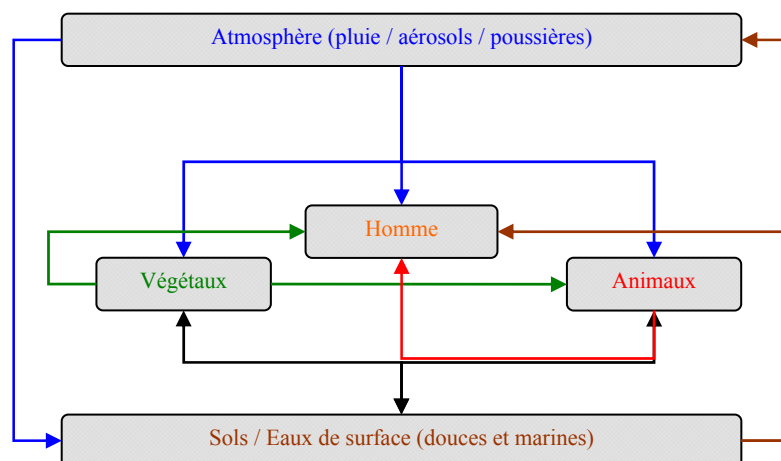 Atmosphère (pluie / aérosols / poussières)
Homme
Végétaux
Animaux
Sols / Eaux de surface (douces et marines)